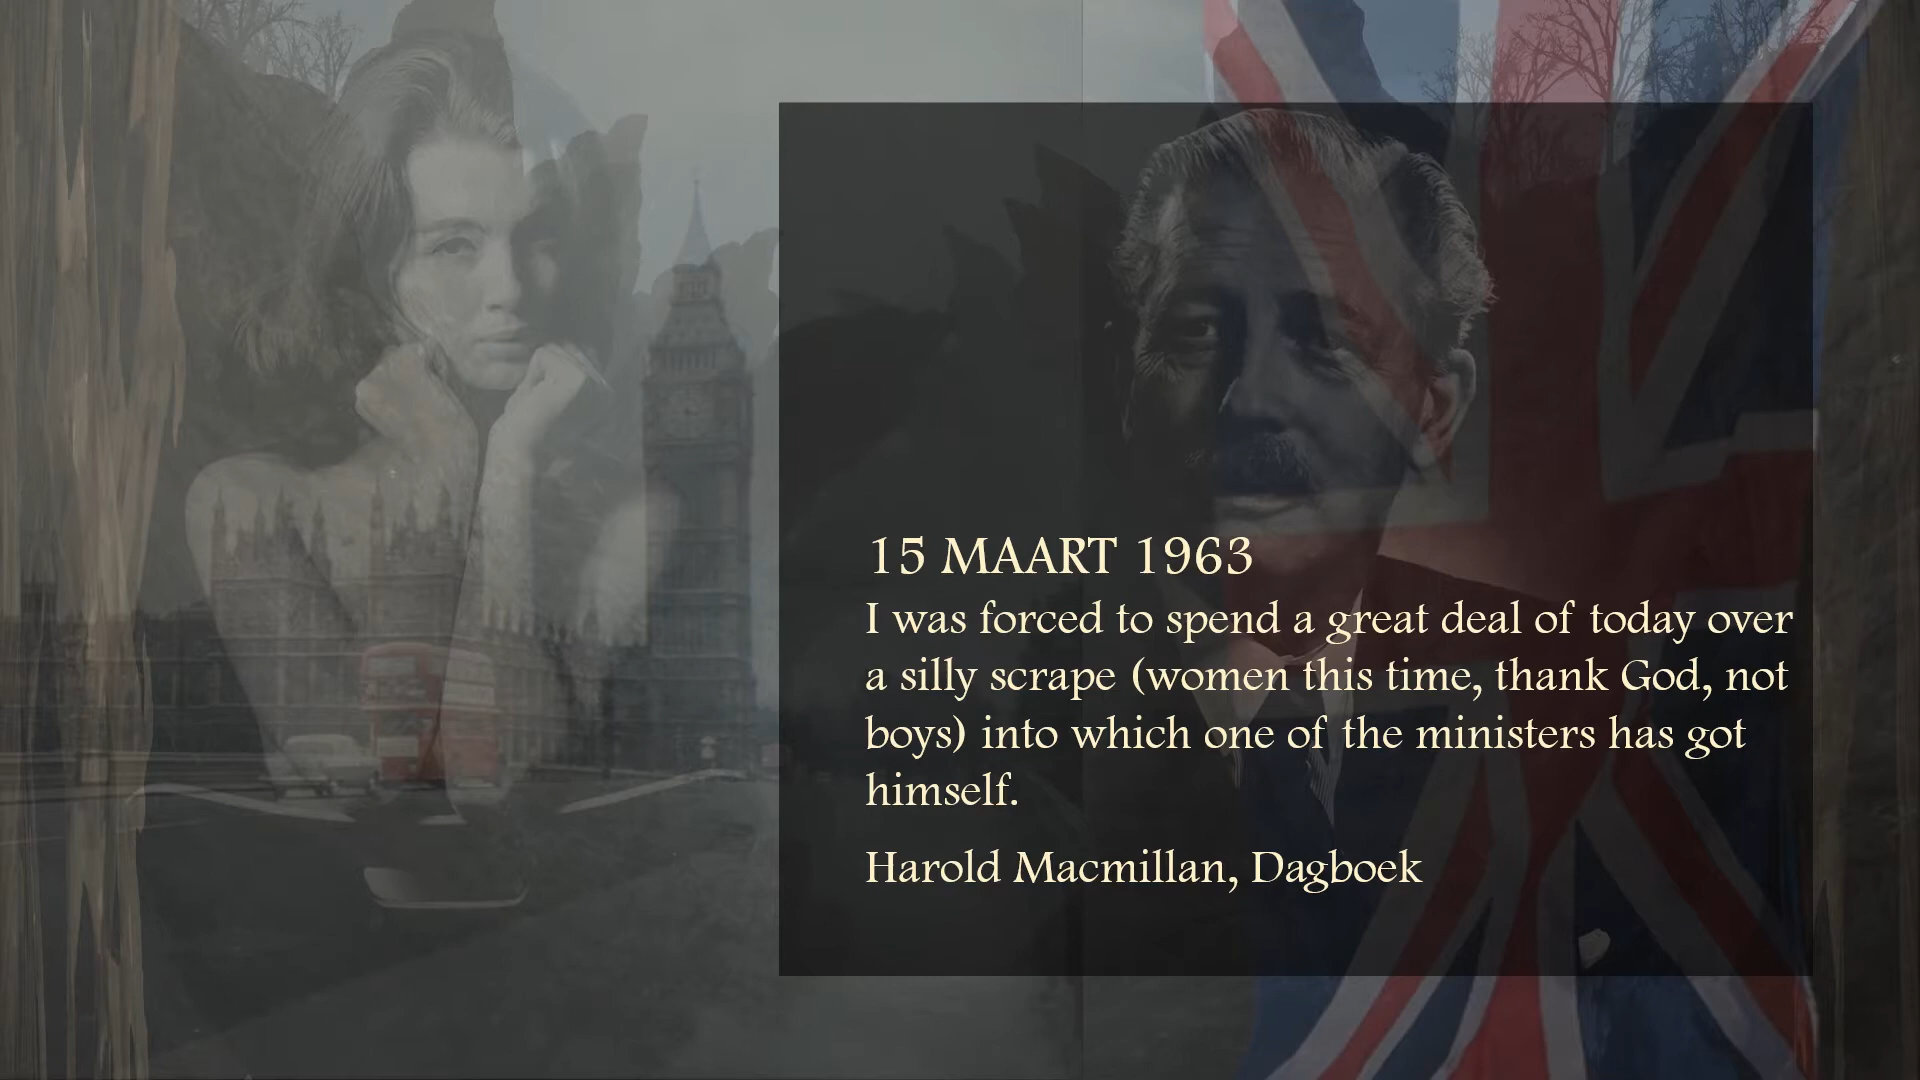 15 MAART 1963
I was forced to spend a great deal of today over
a silly scrape (women this time, thank God, not
boys) into which one of the ministers has got
himself.
Harold Macmillan, Dagboek